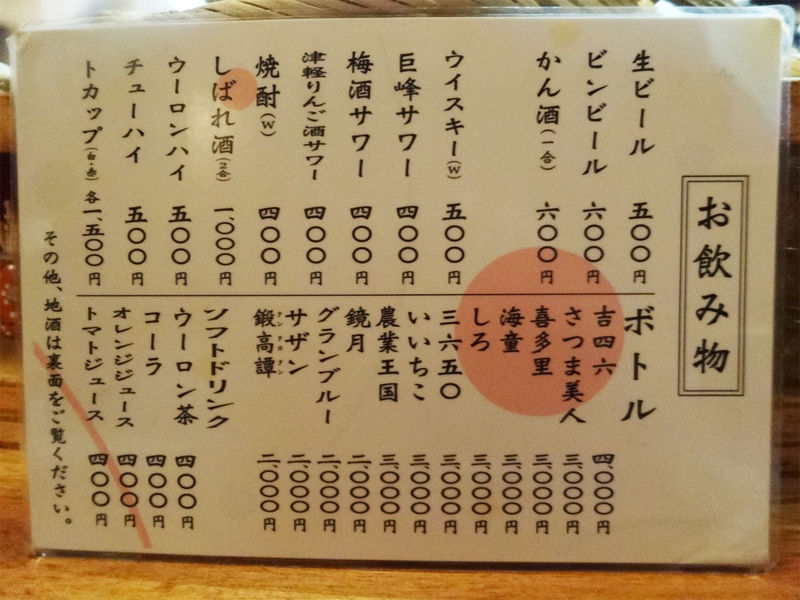 お飲み物
生ビール 五〇〇円
ビンビール 六〇〇円
かん酒(一合) 六〇〇円
ウイスキー(w) 五〇〇円
巨峰サワー 四〇〇円
梅酒サワー 四〇〇円
津軽りんご酒サワー 四〇〇円
焼酎(w) 四〇〇円
しばれ酒(2合) 一、〇〇〇円
ウーロンハイ 五〇〇円
チューハイ 五〇〇円
トカップ(白・赤) 各一、五〇〇円
ボトル
吉四六 四、〇〇〇円
さつま美人 三、〇〇〇円
喜多里 三、〇〇〇円
海童 三、〇〇〇円
しろ 三、〇〇〇円
三六五〇 三、〇〇〇円
いいちこ 三、〇〇〇円
農業王国 三、〇〇〇円
鏡月 二、〇〇〇円
グランブルー 二、〇〇〇円
サザン 二、〇〇〇円
鍛高譚 二、〇〇〇円
ソフトドリンク
ウーロン茶 四〇〇円
コーラ 四〇〇円
オレンジジュース 四〇〇円
トマトジュース 四〇〇円
その他、地酒は裏面をご覧ください。